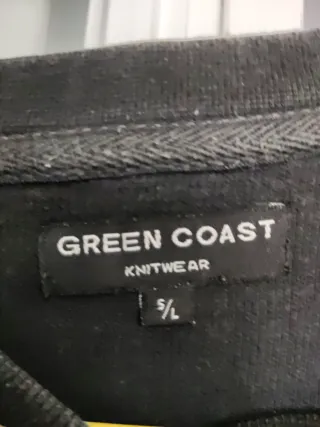 GREEN COAST
KNITWEAR
S/L